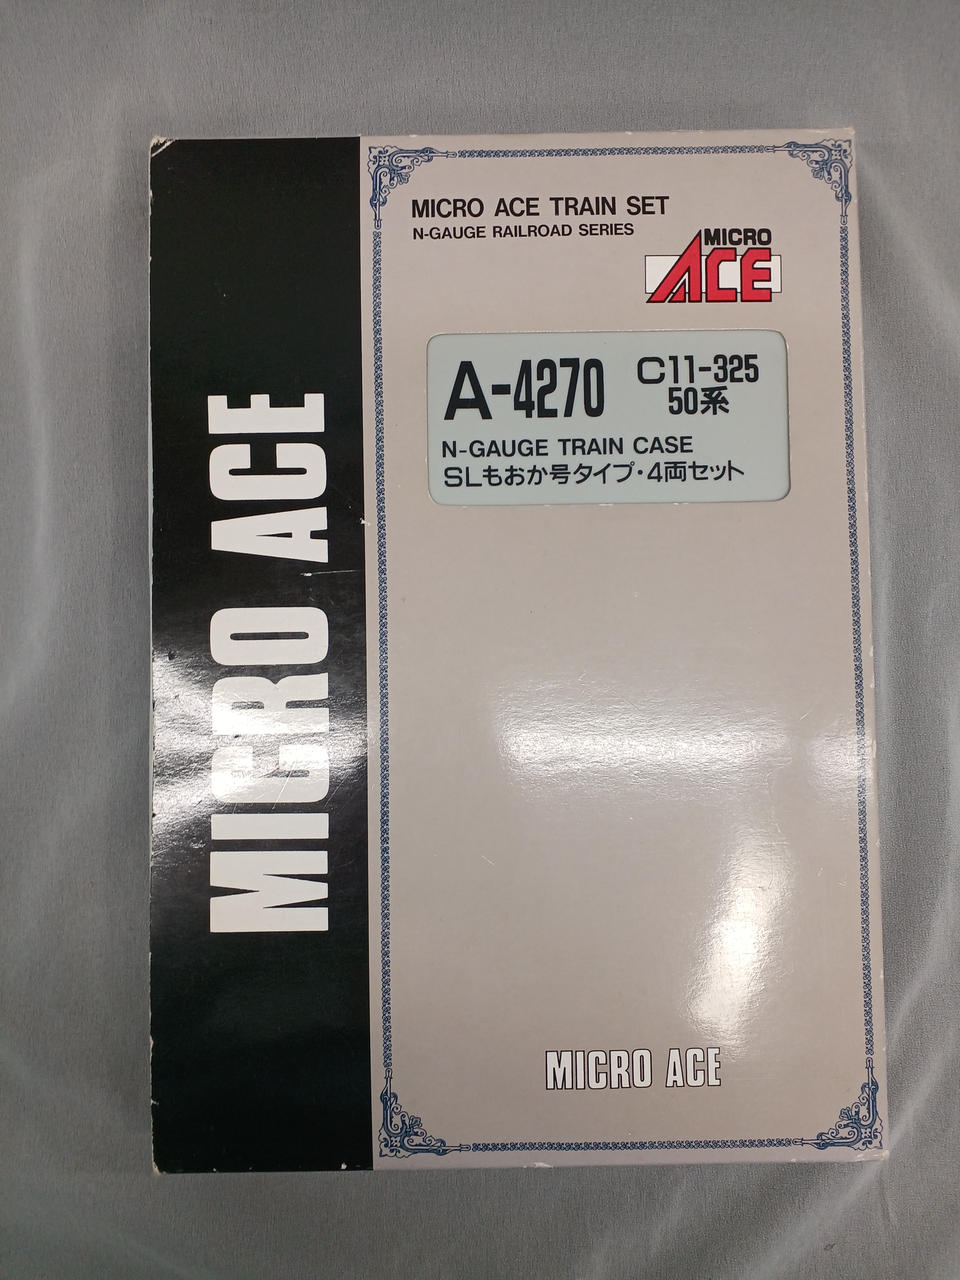 MICRO ACE
MICRO ACE TRAIN SET
N-GAUGE RAILROAD SERIES
MICRO
ACE
A-4270 C11-325
50系
N-GAUGE TRAIN CASE
SLもおか号タイプ・4両セット
MICRO ACE